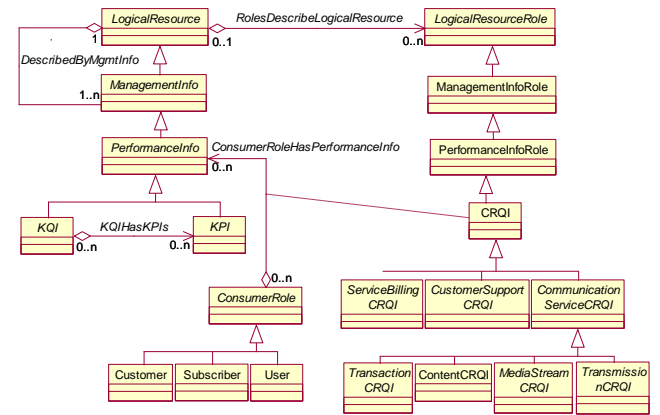 LogicalResource
RolesDescribeLogicalResource
LogicalResourceRole
1
0..1
0..n
DescribedByMgmtInfo
ManagementInfo
1..n
ManagementInfoRole
PerformanceInfo
ConsumerRoleHasPerformanceInfo
0..n
PerformanceInfoRole
KQI
KQIHasKPIs
KPI
0..n
0..n
CRQI
0..n
ConsumerRole
ServiceBilling
CRQI
CustomerSupport
CRQI
Communication
ServiceCRQI
Customer
Subscriber
User
Transaction
CRQI
ContentCRQI
MediaStream
CRQI
Transmissio
nCRQI